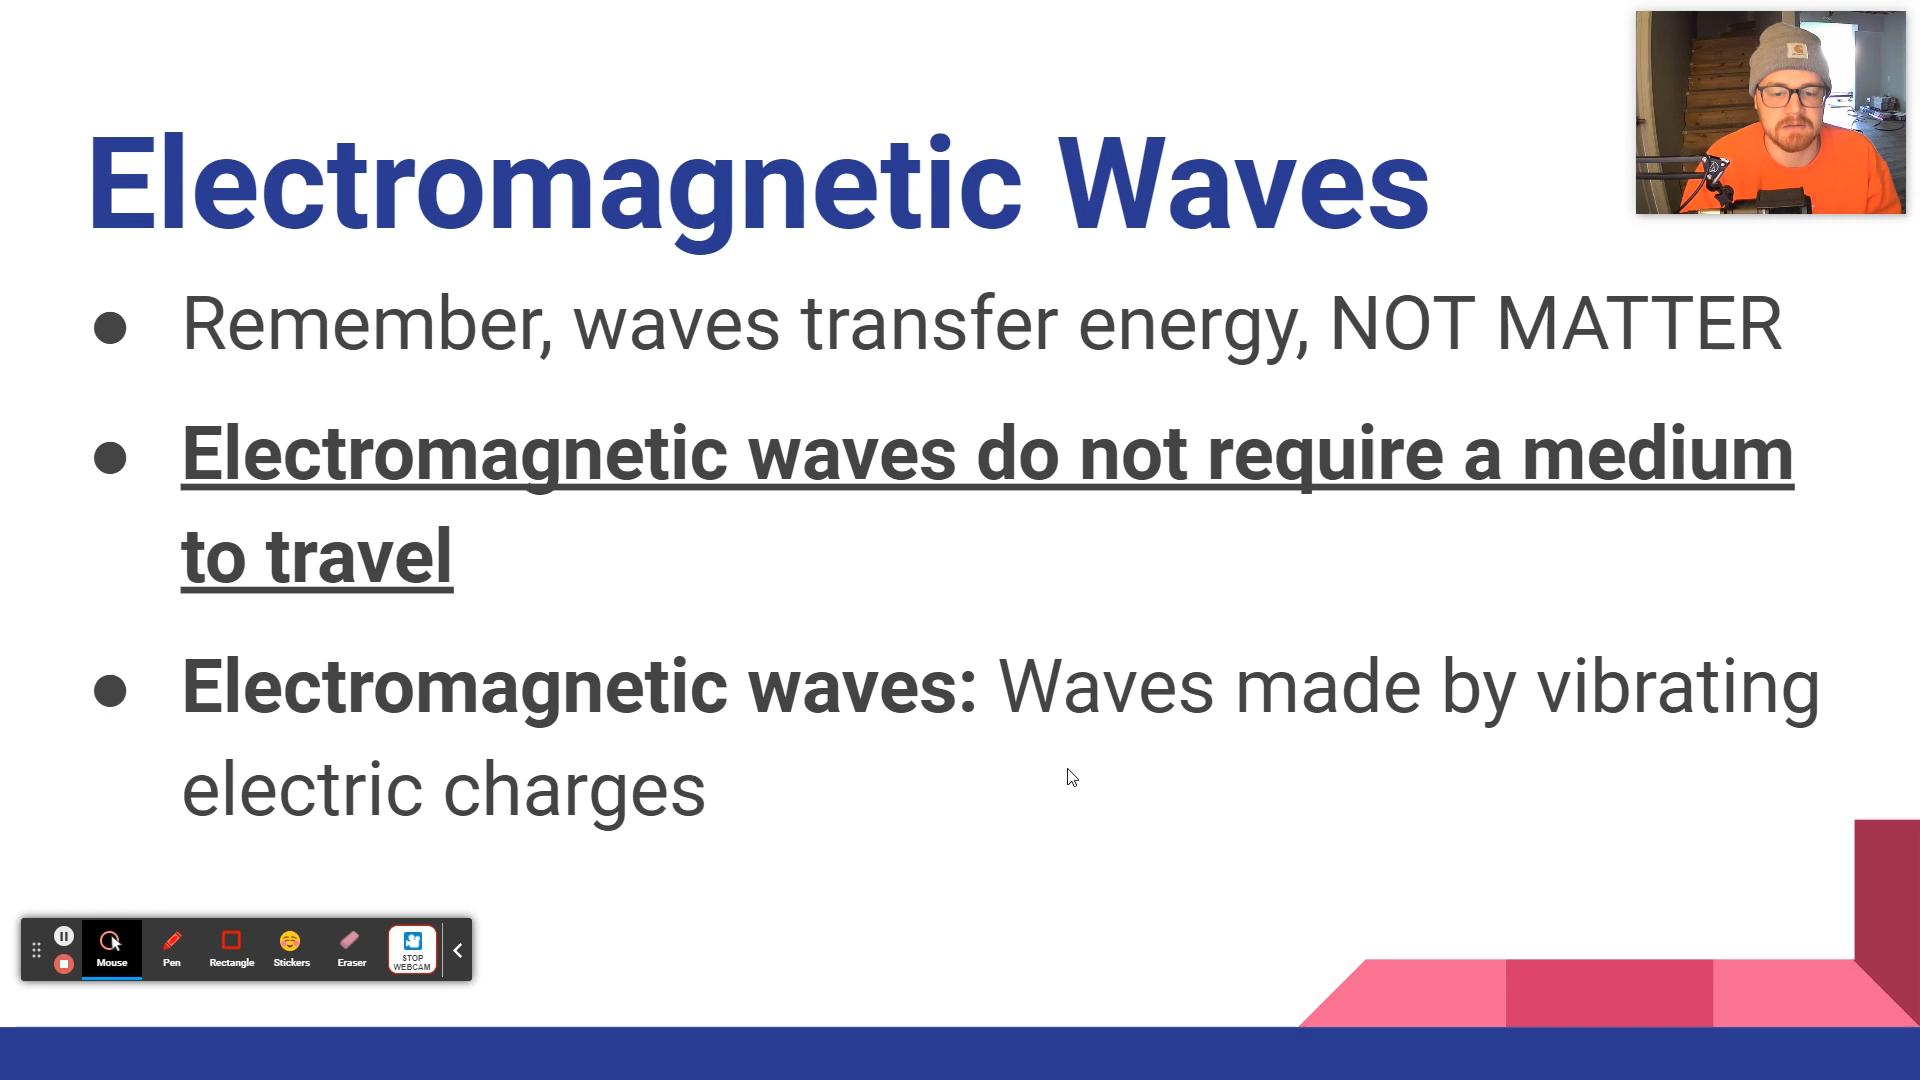 Electromagnetic Waves
● Remember, waves transfer energy, NOT MATTER
● Electromagnetic waves do not require a medium
to travel
● Electromagnetic waves: Waves made by vibrating
electric charges
Mouse Pen Rectangle Stickers Eraser STOP
WEBCAM